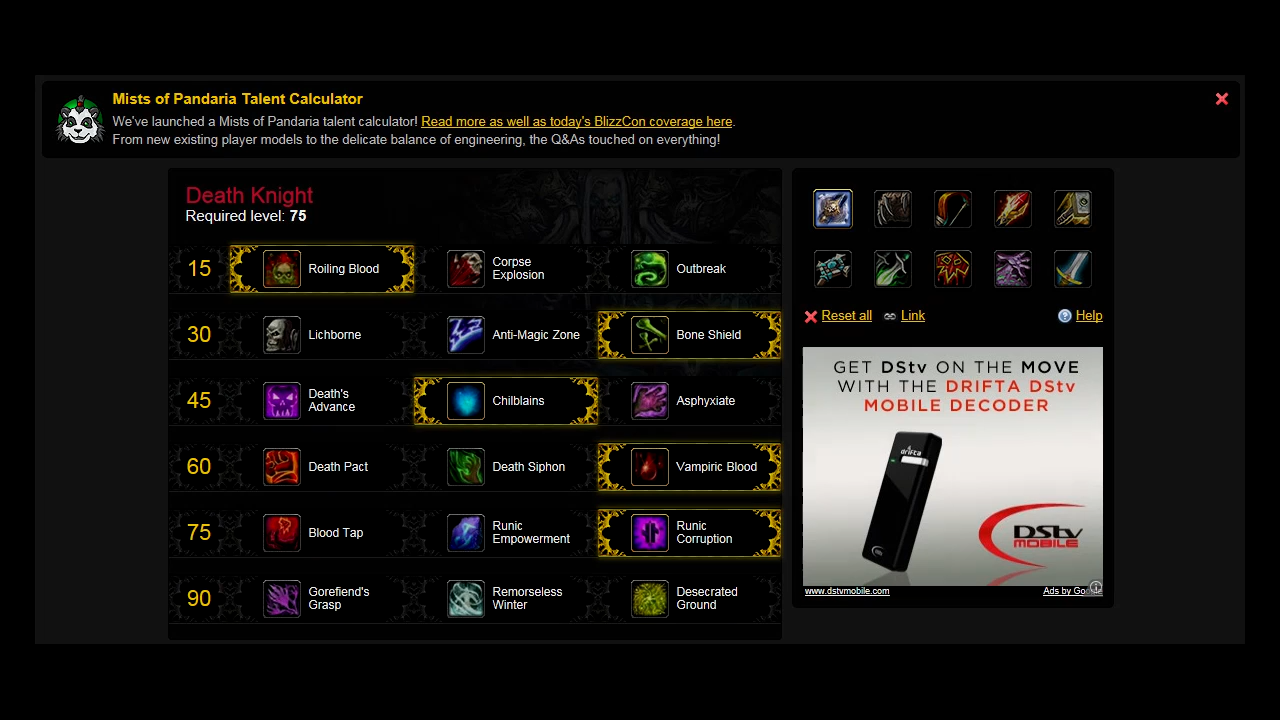 Mists of Pandaria Talent Calculator
We've launched a Mists of Pandaria talent calculator! Read more as well as today's BlizzCon coverage here.
From new existing player models to the delicate balance of engineering, the Q&As touched on everything!
Death Knight
Required level: 75
15
Roiling Blood
Corpse
Explosion
Outbreak
30
Lichborne
Anti-Magic Zone
Bone Shield
45
Death's
Advance
Chilblains
Asphyxiate
60
Death Pact
Death Siphon
Vampiric Blood
75
Blood Tap
Runic
Empowerment
Runic
Corruption
90
Gorefiend's
Grasp
Remorseless
Winter
Desecrated
Ground
Reset all
Link
Help
GET DStv ON THE MOVE
WITH THE DRIFTA DStv
MOBILE DECODER
drifta
DStv
MOBILE
www.dstvmobile.com
Ads by